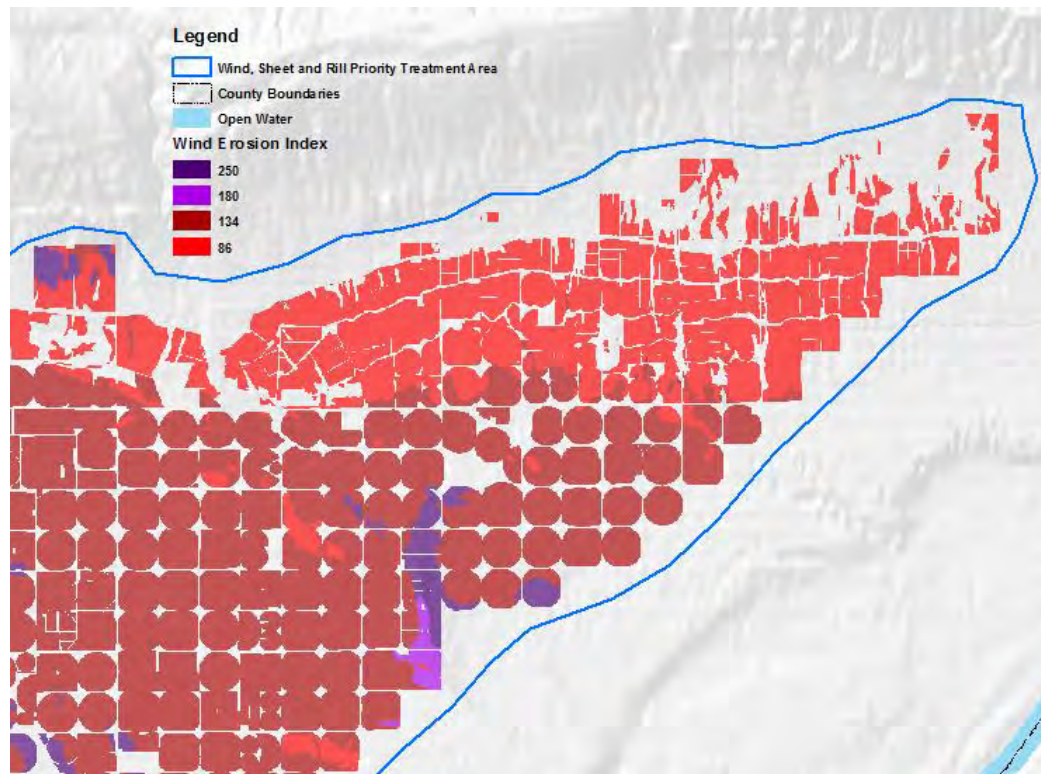 Legend
Wind, Sheet and Rill Priority Treatment Area
County Boundaries
Open Water
Wind Erosion Index
250
180
134
86